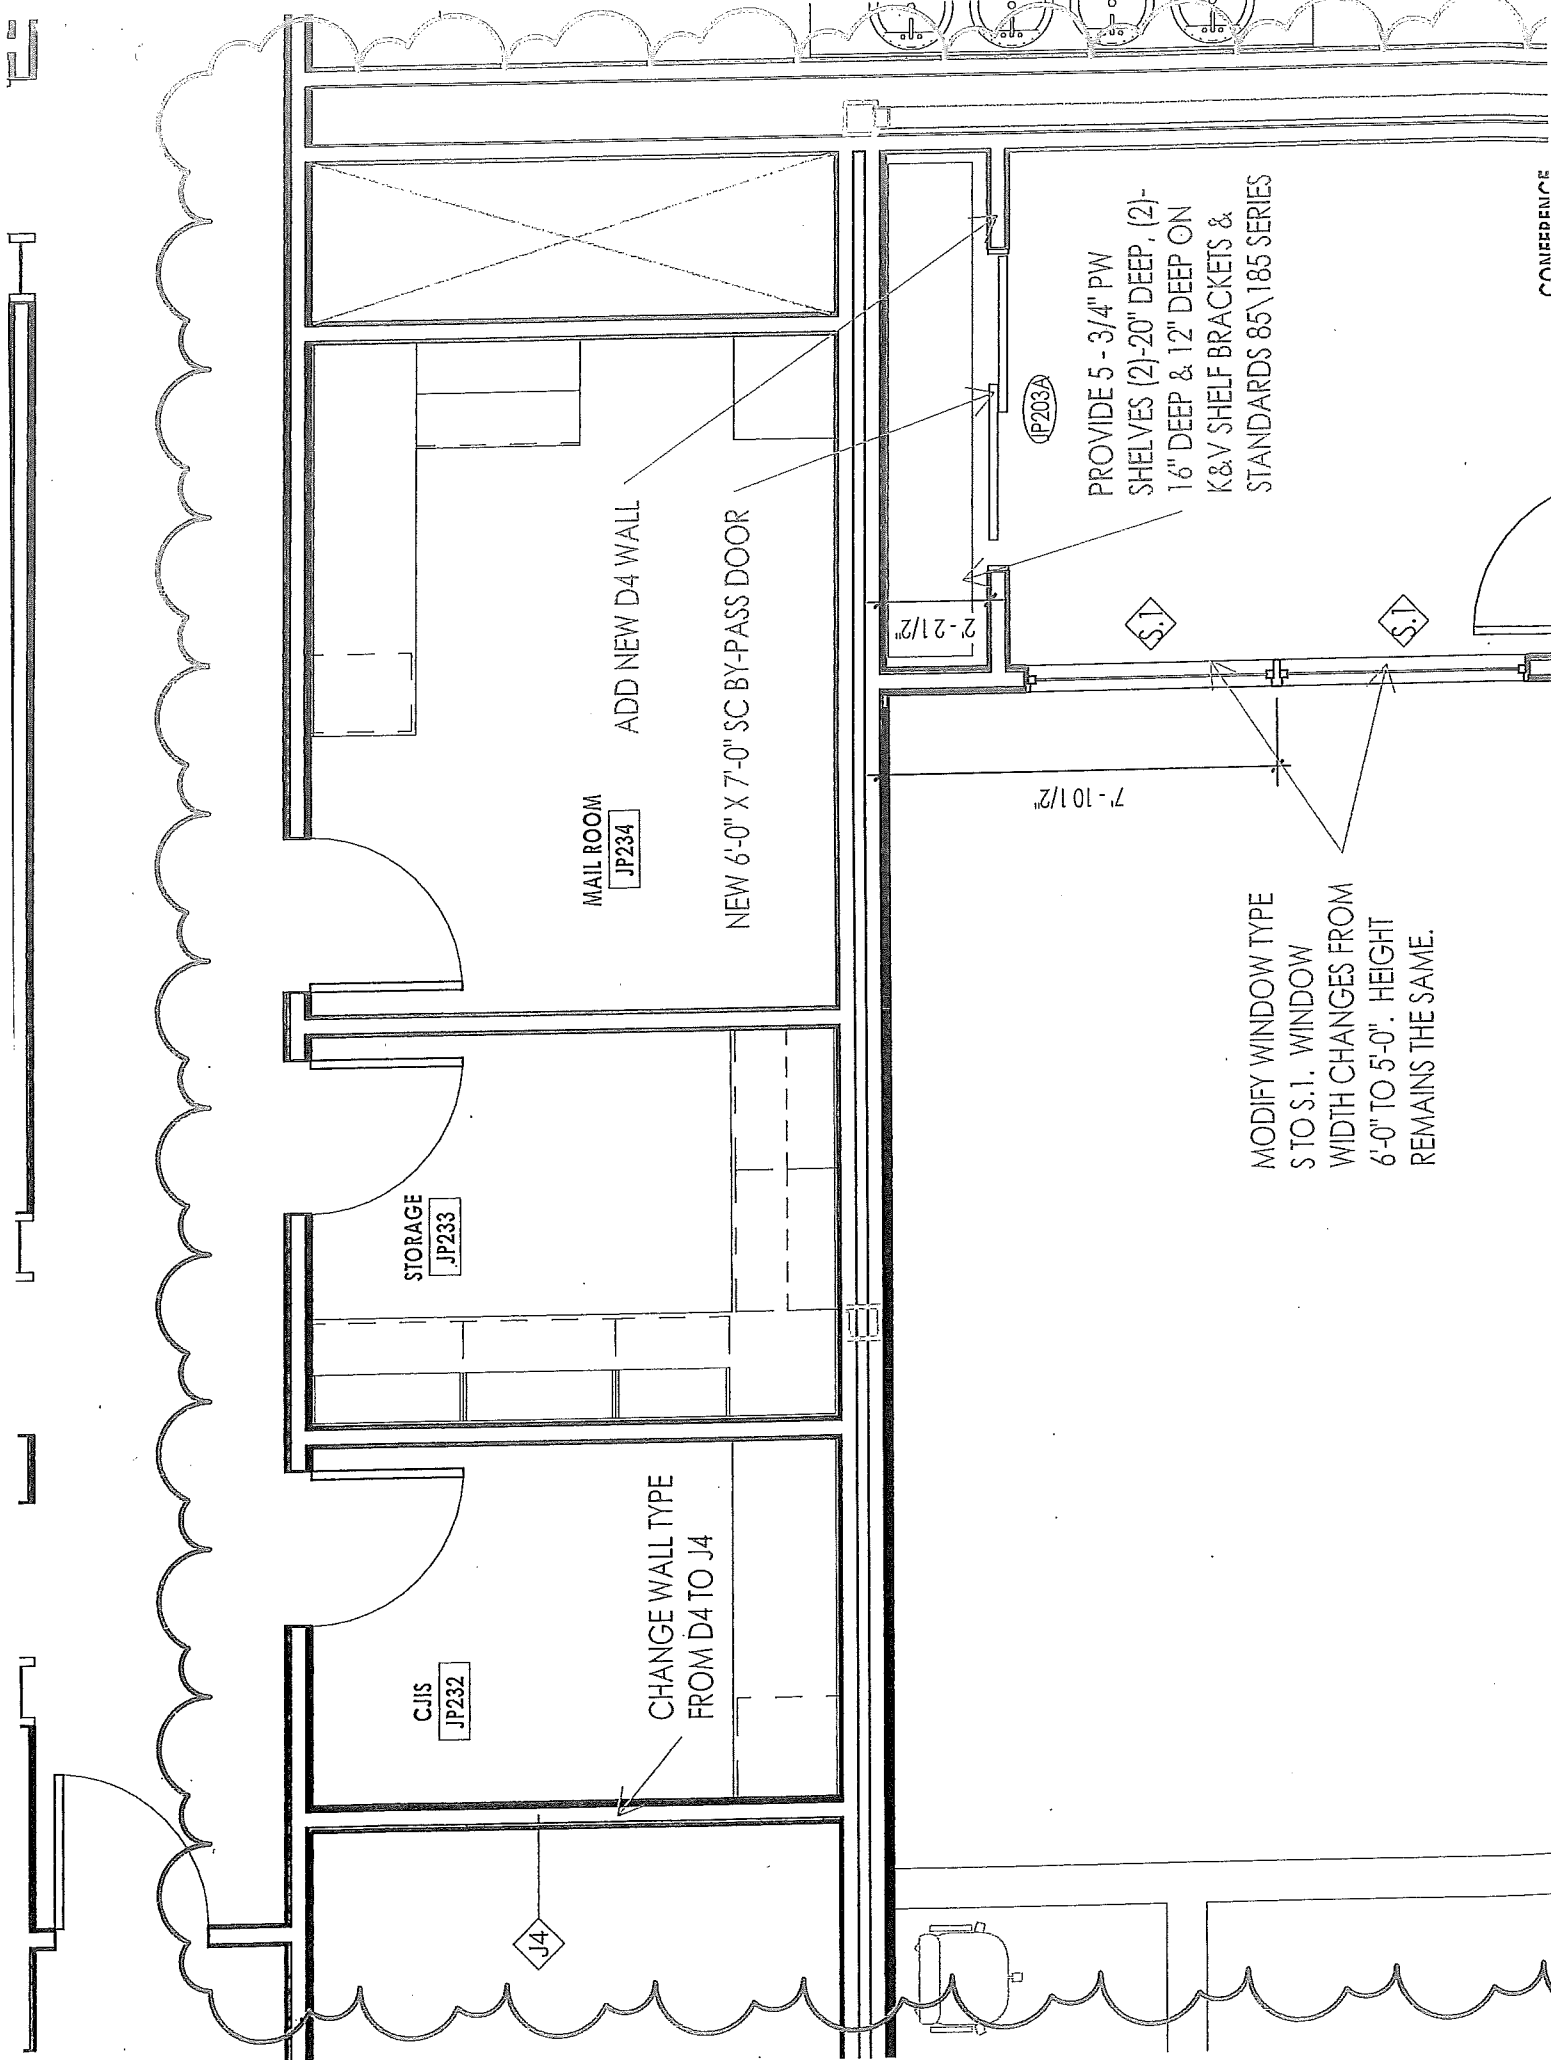 CJIS
JP232
STORAGE
JP233
MAIL ROOM
JP234
ADD NEW D4 WALL
NEW 6'-0" X 7'-0" SC BY-PASS DOOR
CHANGE WALL TYPE
FROM D4 TO J4
J4
2' - 2 1/2"
7' - 10 1/2"
JP203A
PROVIDE 5 - 3/4" PW
SHELVES (2)-20" DEEP, (2)-
16" DEEP & 12" DEEP ON
K&V SHELF BRACKETS &
STANDARDS 85\185 SERIES
S.1
S.1
MODIFY WINDOW TYPE
S TO S.1. WINDOW
WIDTH CHANGES FROM
6'-0" TO 5'-0". HEIGHT
REMAINS THE SAME.
CONFERENCE